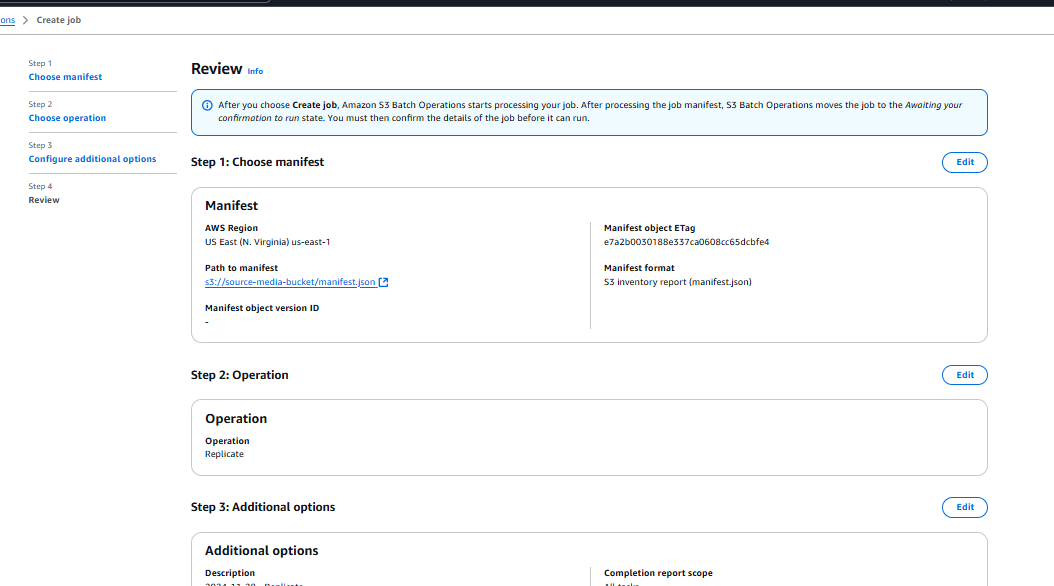 ons > Create job
Step 1
Choose manifest
Step 2
Choose operation
Step 3
Configure additional options
Step 4
Review
Review Info
After you choose Create job, Amazon S3 Batch Operations starts processing your job. After processing the job manifest, S3 Batch Operations moves the job to the Awaiting your
confirmation to run state. You must then confirm the details of the job before it can run.
Step 1: Choose manifest
Edit
Manifest
AWS Region
US East (N. Virginia) us-east-1
Path to manifest
s3://source-media-bucket/manifest.json
Manifest object version ID
-
Manifest object ETag
e7a2b0030188e337ca0608cc65dcbfe4
Manifest format
S3 inventory report (manifest.json)
Step 2: Operation
Edit
Operation
Operation
Replicate
Step 3: Additional options
Edit
Additional options
Description
Completion report scope